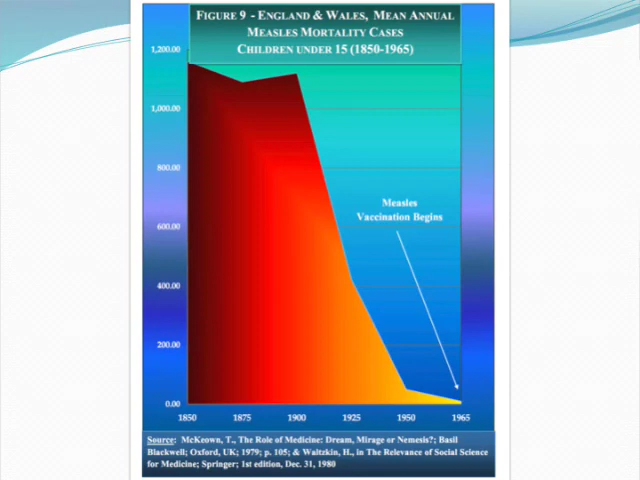 FIGURE 9 - ENGLAND & WALES, MEAN ANNUAL
MEASLES MORTALITY CASES
CHILDREN UNDER 15 (1850-1965)
1,200.00
1,000.00
800.00
600.00
400.00
200.00
0.00
Measles
Vaccination Begins
1850 1875 1900 1925 1950 1965
Source: McKeown, T., The Role of Medicine: Dream, Mirage or Nemesis?; Basil
Blackwell; Oxford, UK; 1979; p. 105; & Waitzkin, H., in The Relevance of Social Science
for Medicine; Springer; 1st edition, Dec. 31, 1980